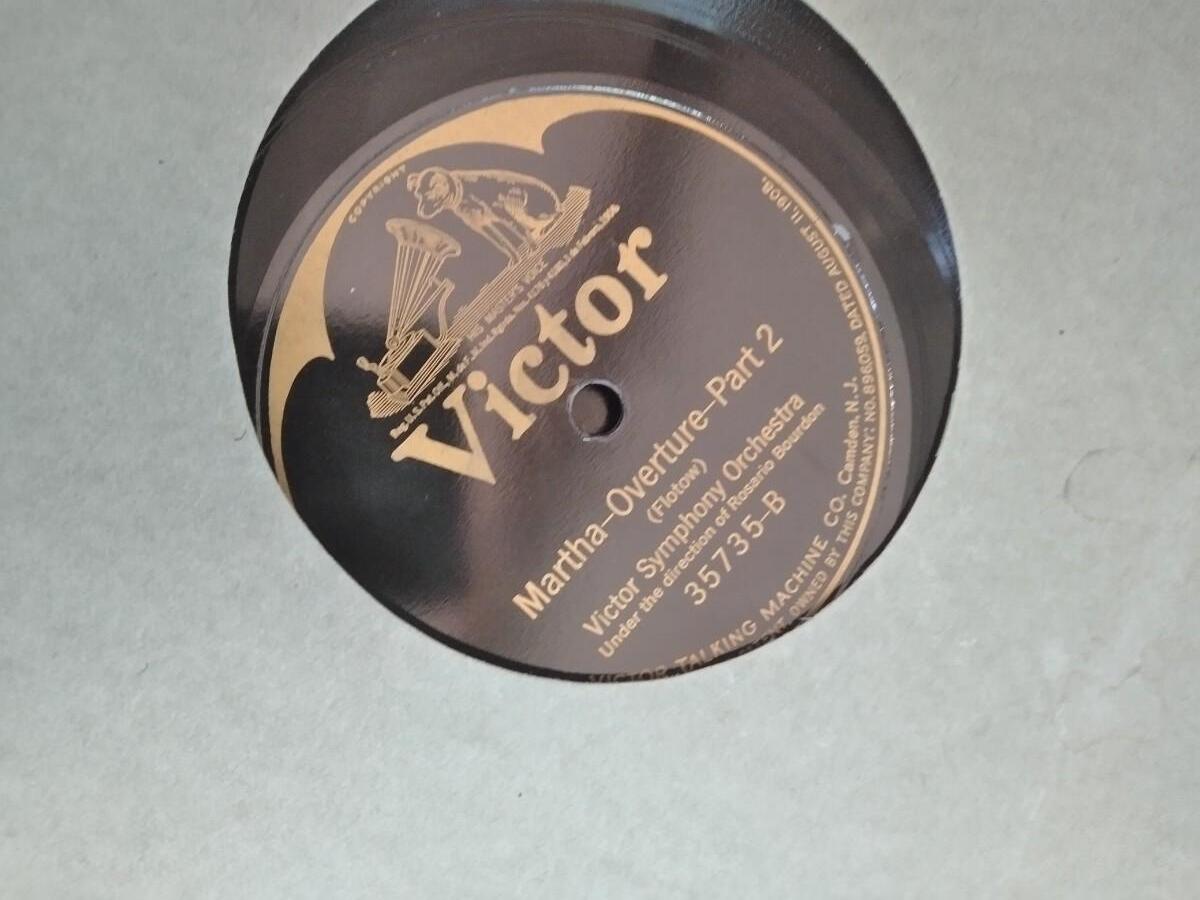 COPYRIGHT
HIS MASTER'S VOICE
Victor
Martha–Overture–Part 2
(Flotow)
Victor Symphony Orchestra
Under the direction of Rosario Bourdon
35735–B
VICTOR TALKING MACHINE CO. Camden, N.J.
OWNED BY THIS COMPANY; NO. 896059, DATED AUGUST 11, 1908.